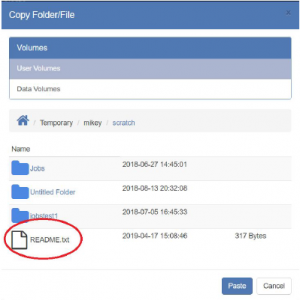 Copy Folder/File
Volumes
User Volumes
Data Volumes
/ Temporary / mikey / scratch
Name
Jobs 2018-06-27 14:45:01
Untitled Folder 2018-08-13 20:32:08
jobstest1 2018-07-05 16:45:33
README.txt 2019-04-17 15:08:46 317 Bytes
Paste Cancel